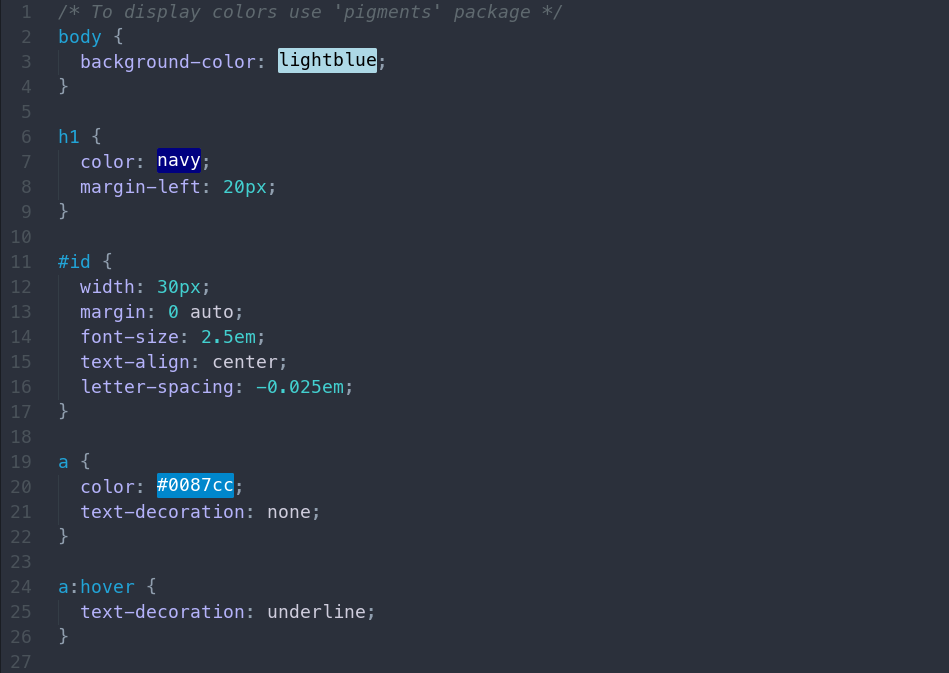 1 /* To display colors use 'pigments' package */
2 body {
3   background-color: lightblue;
4 }
5
6 h1 {
7   color: navy;
8   margin-left: 20px;
9 }
10
11 #id {
12   width: 30px;
13   margin: 0 auto;
14   font-size: 2.5em;
15   text-align: center;
16   letter-spacing: -0.025em;
17 }
18
19 a {
20   color: #0087cc;
21   text-decoration: none;
22 }
23
24 a:hover {
25   text-decoration: underline;
26 }
27